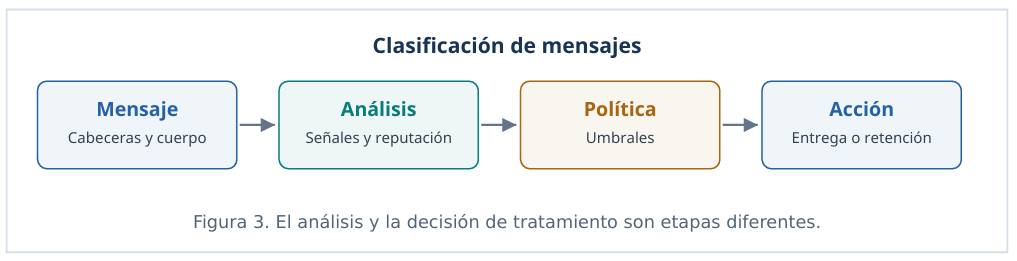 Clasificación de mensajes
Mensaje
Cabeceras y cuerpo
Análisis
Señales y reputación
Política
Umbrales
Acción
Entrega o retención
Figura 3. El análisis y la decisión de tratamiento son etapas diferentes.